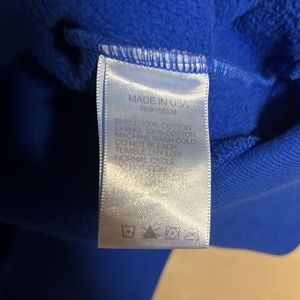 MADE IN USA
SHELL:100% COTTON
LINING:100% COTTON
MACHINE WASH COLD
DO NOT BLEACH
TUMBLE DRY LOW
NORMAL CYCLE